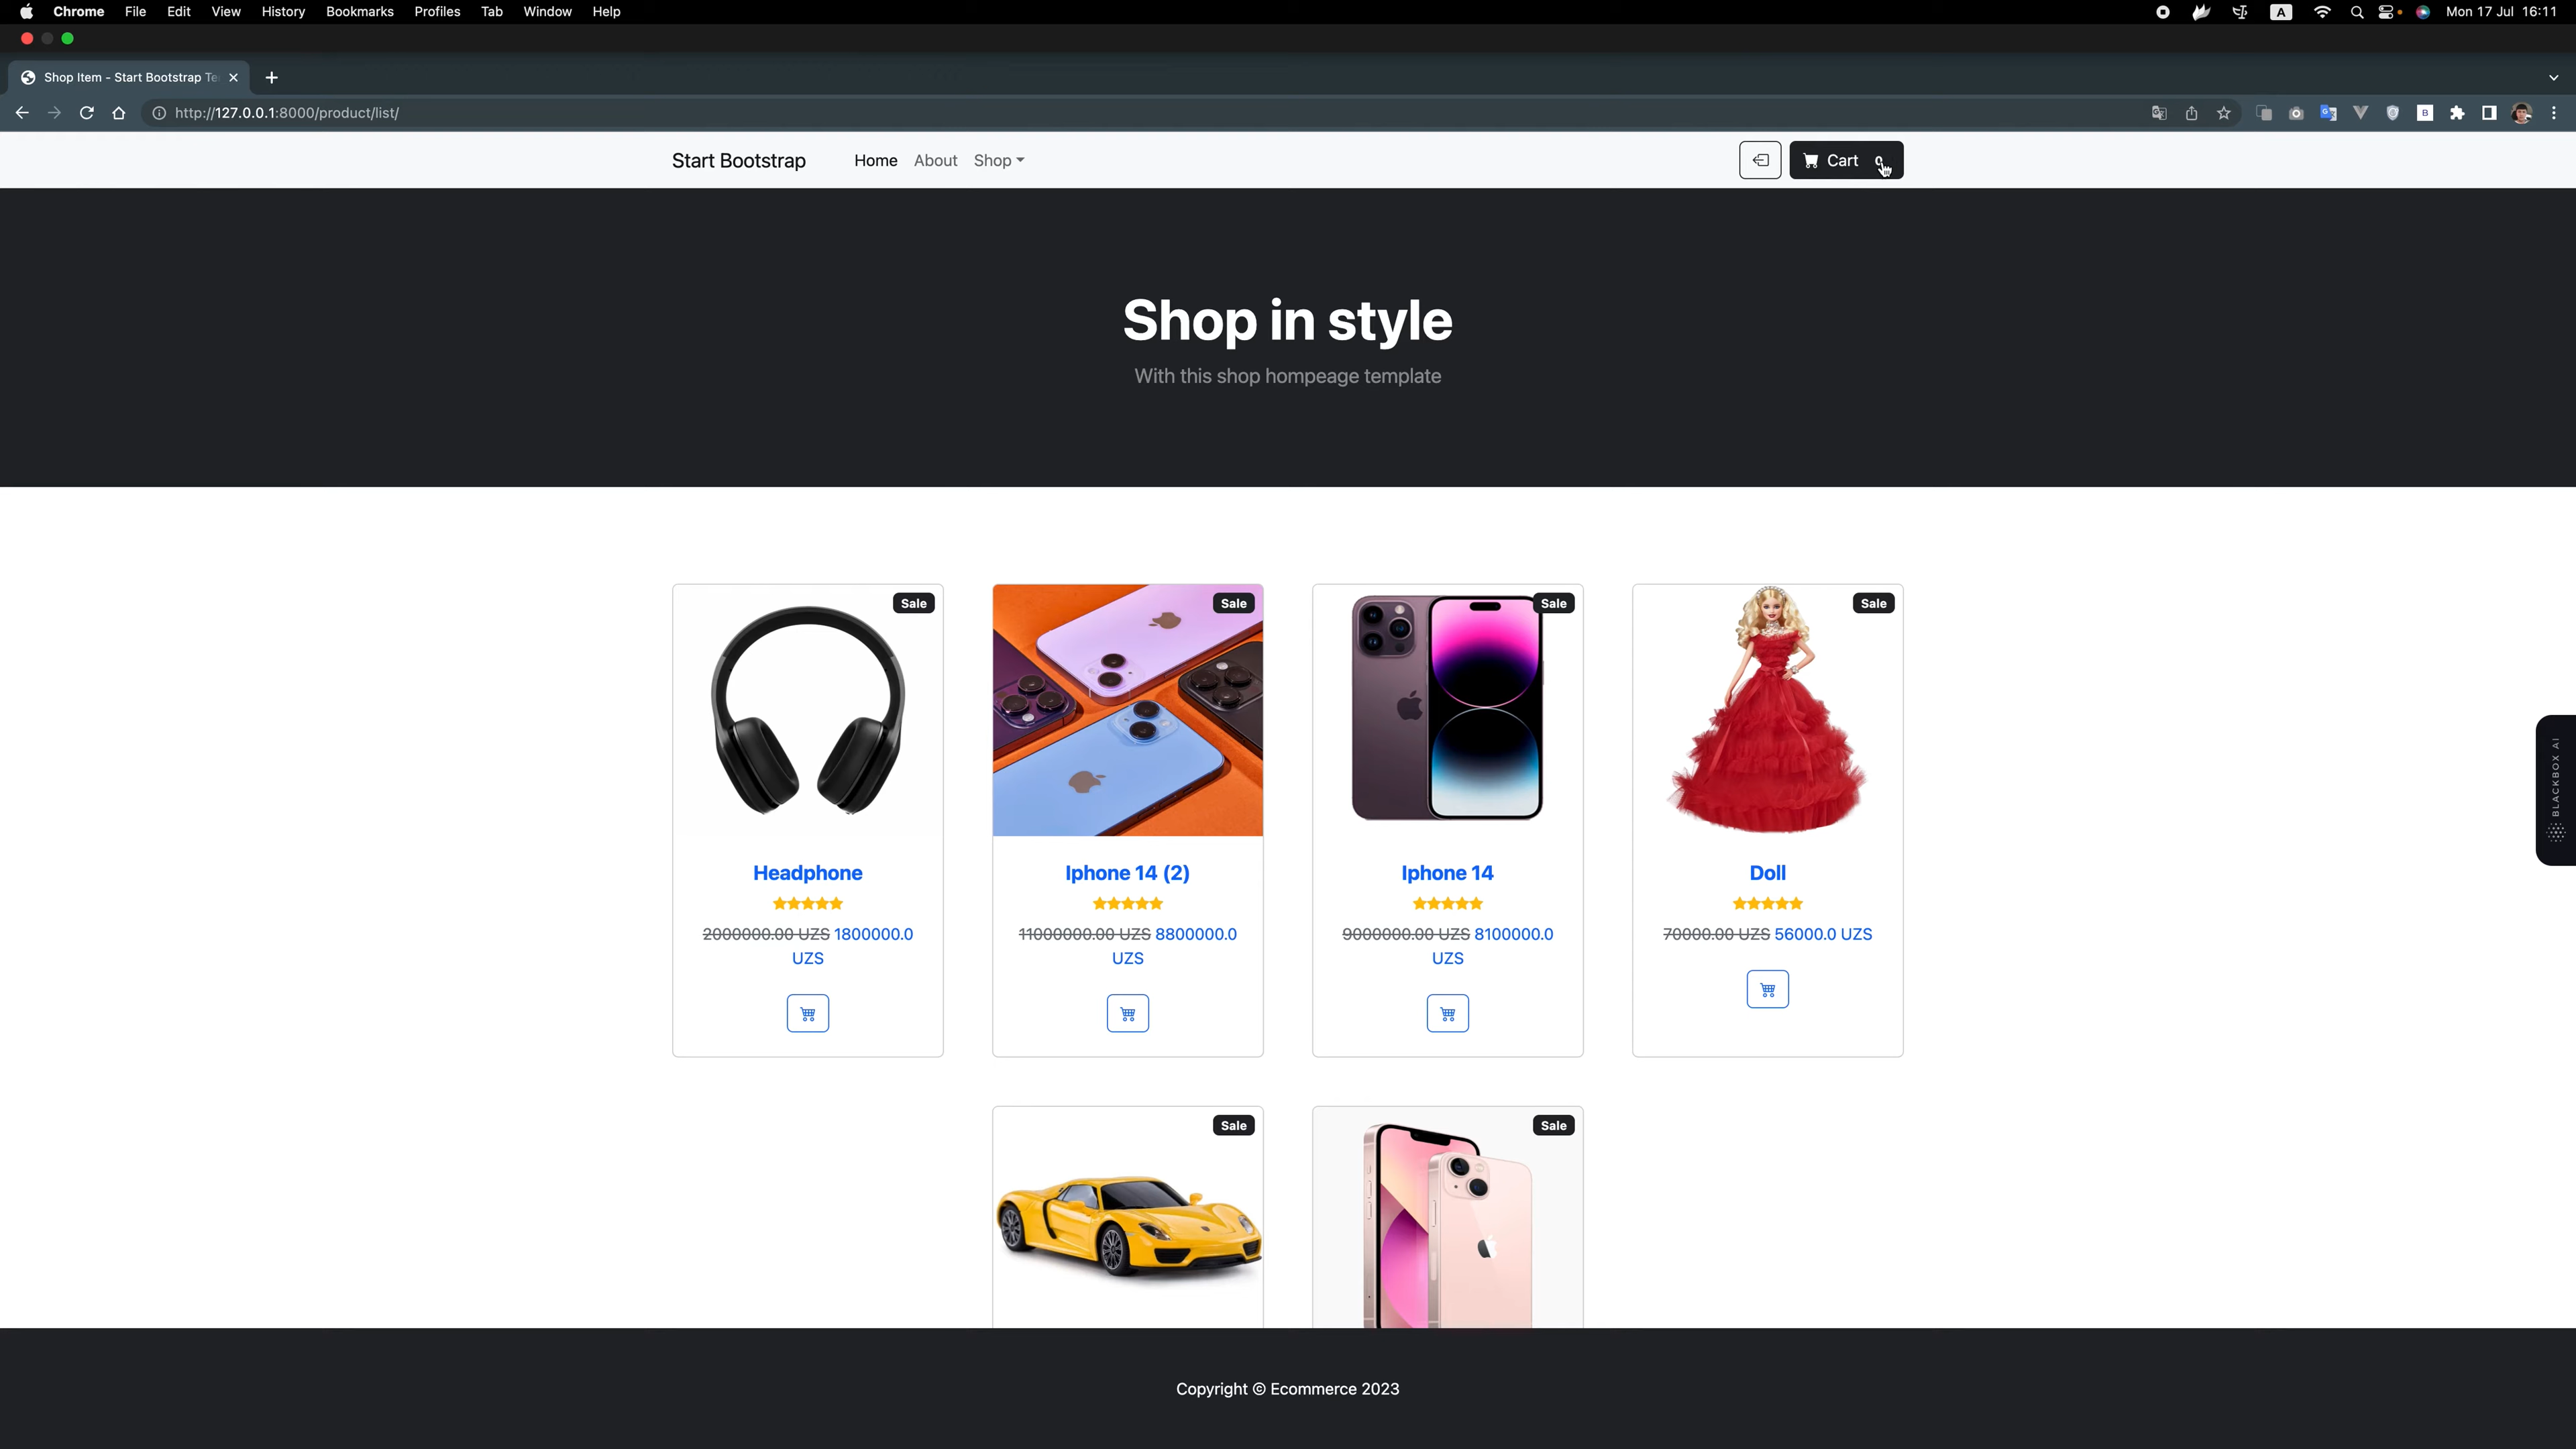 Chrome File Edit View History Bookmarks Profiles Tab Window Help
A
Mon 17 Jul 16:11
Shop Item - Start Bootstrap Te
http://127.0.0.1:8000/product/list/
Start Bootstrap Home About Shop
Cart
Shop in style
With this shop hompeage template
Sale
Sale
Sale
Sale
Headphone
2000000.00 UZS 1800000.0
UZS
Iphone 14 (2)
11000000.00 UZS 8800000.0
UZS
Iphone 14
9000000.00 UZS 8100000.0
UZS
Doll
70000.00 UZS 56000.0 UZS
BLACKBOX AI
Sale
Sale
Copyright © Ecommerce 2023